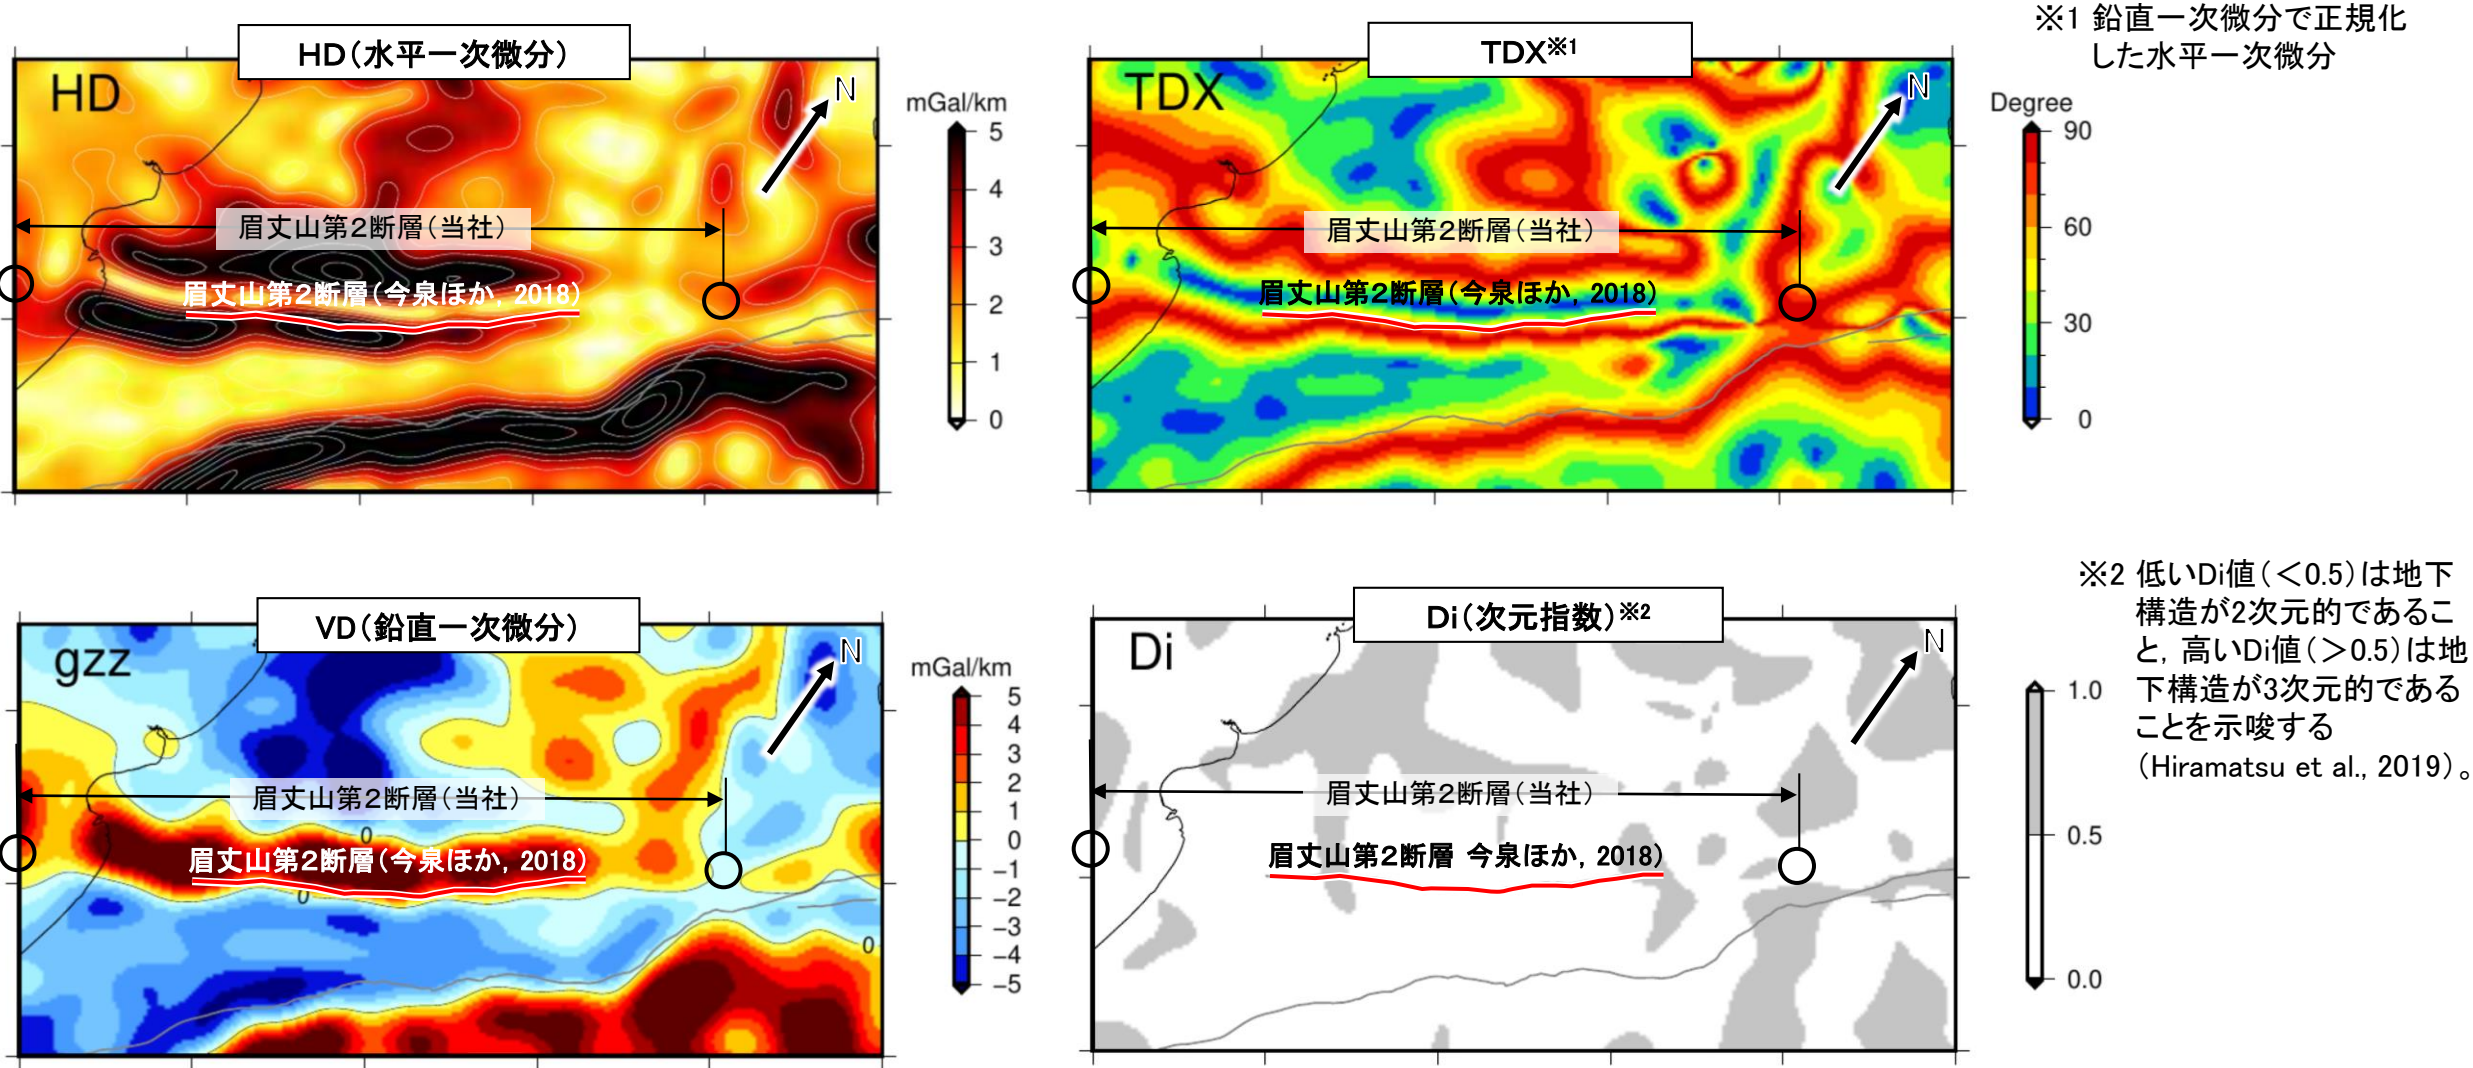 HD(水平一次微分)
HD
N
眉丈山第2断層(当社)
眉丈山第2断層(今泉ほか, 2018)
mGal/km
5
4
3
2
1
0
TDX※1
TDX
N
眉丈山第2断層(当社)
眉丈山第2断層(今泉ほか, 2018)
※1 鉛直一次微分で正規化
した水平一次微分
Degree
90
60
30
0
VD(鉛直一次微分)
gzz
N
眉丈山第2断層(当社)
0
眉丈山第2断層(今泉ほか, 2018)
0
0
mGal/km
5
4
3
2
1
0
−1
−2
−3
−4
−5
Di(次元指数)※2
Di
N
眉丈山第2断層(当社)
眉丈山第2断層 今泉ほか, 2018)
※2 低いDi値(<0.5)は地下
構造が2次元的であるこ
と, 高いDi値(>0.5)は地
下構造が3次元的である
ことを示唆する
(Hiramatsu et al., 2019)。
1.0
0.5
0.0